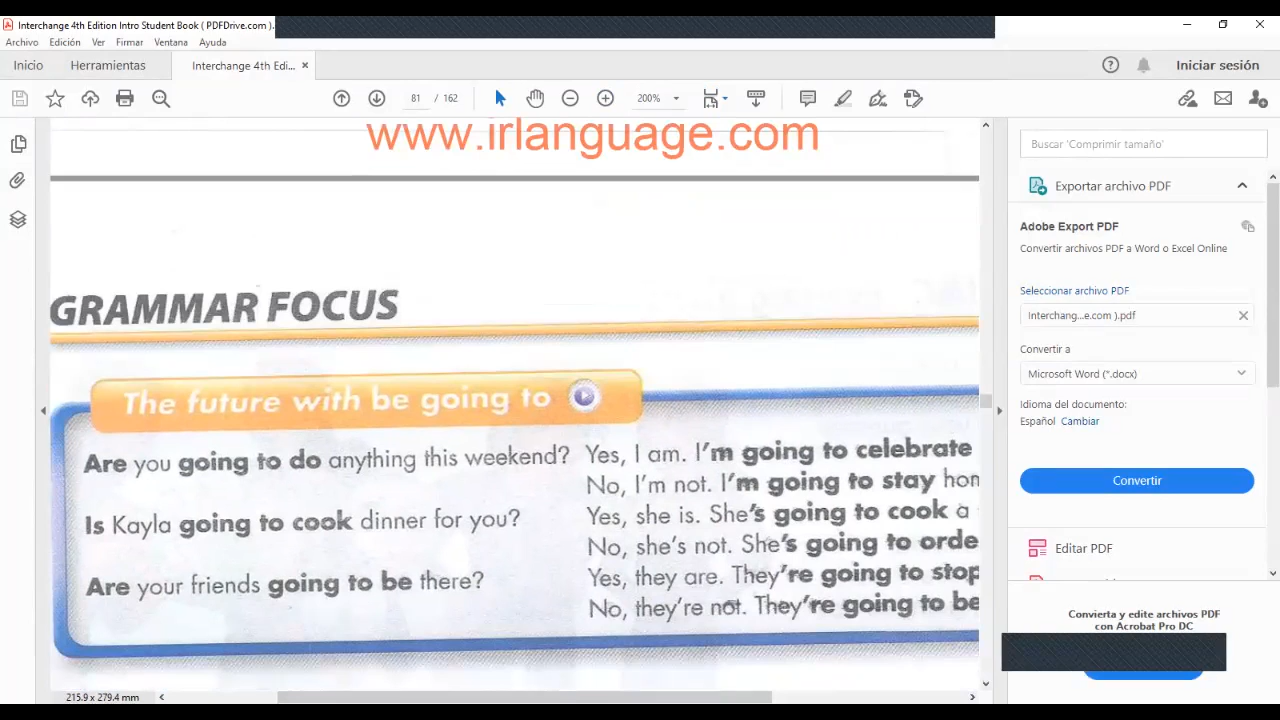 Interchange 4th Edition Intro Student Book ( PDFDrive.com ).
Archivo Edición Ver Firmar Ventana Ayuda
Inicio Herramientas Interchange 4th Edi... × Iniciar sesión
81 / 162 200%
www.irlanguage.com
GRAMMAR FOCUS
The future with be going to
Are you going to do anything this weekend? Yes, I am. I'm going to celebrate
No, I'm not. I'm going to stay
Is Kayla going to cook dinner for you? Yes, she is. She's going to cook a
No, she's not. She's going to
Are your friends going to be there? Yes, they are. They're going to stop
No, they're not. They're going to be
215.9 x 279.4 mm
Buscar 'Comprimir tamaño'
Exportar archivo PDF
Adobe Export PDF
Convertir archivos PDF a Word o Excel Online
Seleccionar archivo PDF
Interchang...e.com ).pdf
Convertir a
Microsoft Word (*.docx)
Idioma del documento:
Español Cambiar
Convertir
Editar PDF
Convierta y edite archivos PDF
con Acrobat Pro DC